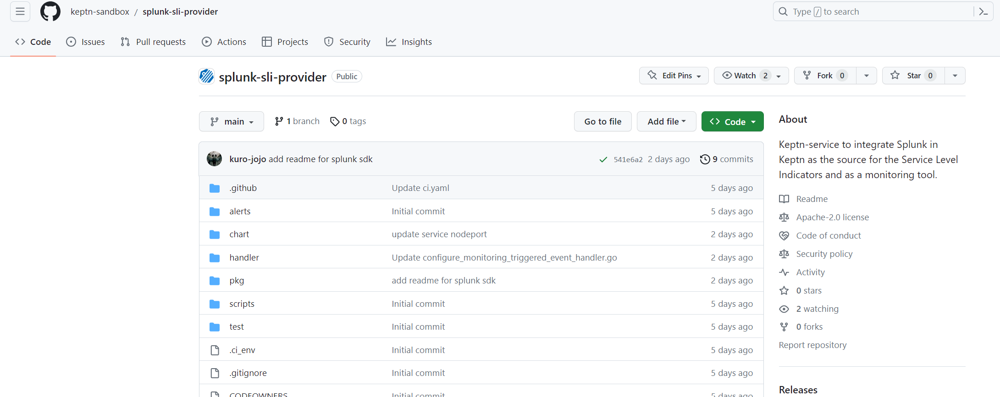 keptn-sandbox / splunk-sli-provider
Type / to search
Code Issues Pull requests Actions Projects Security Insights
splunk-sli-provider Public
Edit Pins Watch 2 Fork 0 Star 0
main 1 branch 0 tags Go to file Add file Code
kuro-jojo add readme for splunk sdk 541e6a2 2 days ago 9 commits
.github Update ci.yaml 5 days ago
alerts Initial commit 5 days ago
chart update service nodeport 2 days ago
handler Update configure_monitoring_triggered_event_handler.go 2 days ago
pkg add readme for splunk sdk 2 days ago
scripts Initial commit 5 days ago
test Initial commit 5 days ago
.ci_env Initial commit 5 days ago
.gitignore Initial commit 5 days ago
CODEOWNERS Initial commit 5 days ago
About
Keptn-service to integrate Splunk in
Keptn as the source for the Service Level
Indicators and as a monitoring tool.
Readme
Apache-2.0 license
Code of conduct
Security policy
Activity
0 stars
2 watching
0 forks
Report repository
Releases